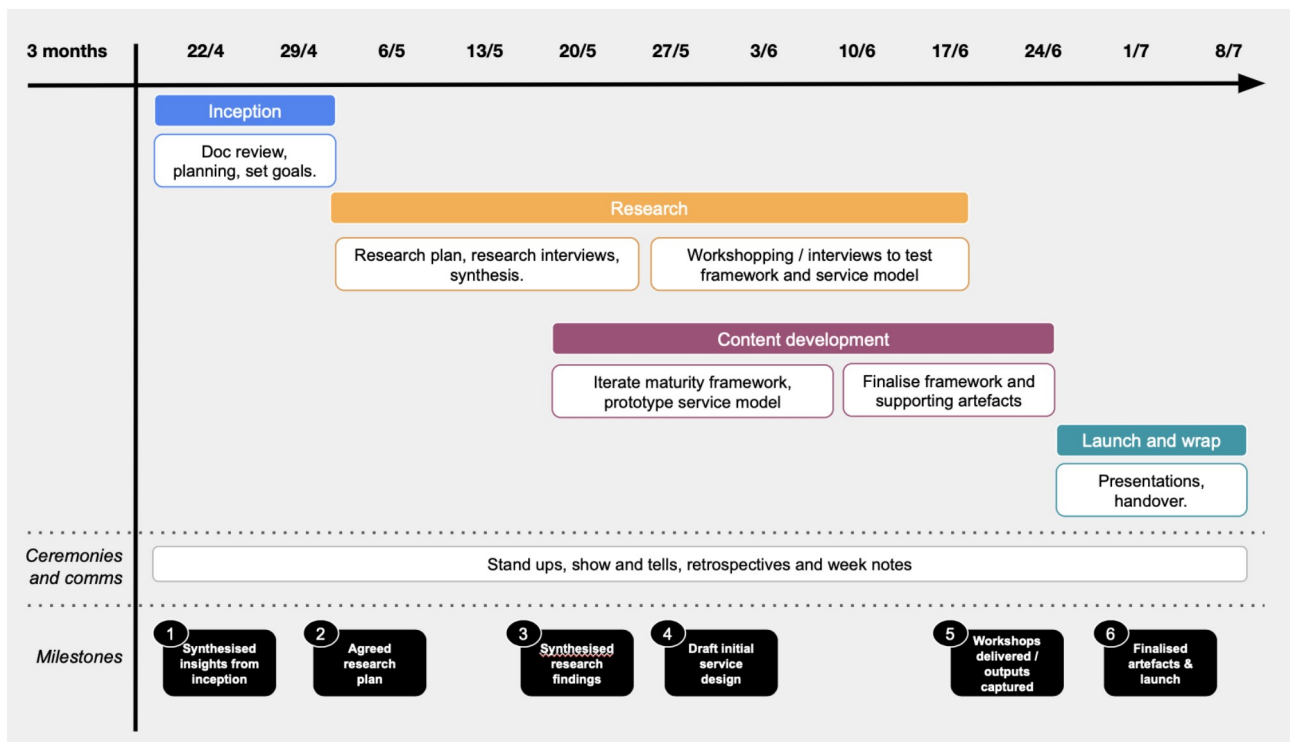 3 months 22/4 29/4 6/5 13/5 20/5 27/5 3/6 10/6 17/6 24/6 1/7 8/7
Inception
Doc review,
planning, set goals.
Research
Research plan, research interviews,
synthesis.
Workshopping / interviews to test
framework and service model
Content development
Iterate maturity framework,
prototype service model
Finalise framework and
supporting artefacts
Launch and wrap
Presentations,
handover.
Ceremonies
and comms
Stand ups, show and tells, retrospectives and week notes
Milestones
1
Synthesised
insights from
inception
2
Agreed
research
plan
3
Synthesised
research
findings
4
Draft initial
service
design
5
Workshops
delivered /
outputs
captured
6
Finalised
artefacts &
launch